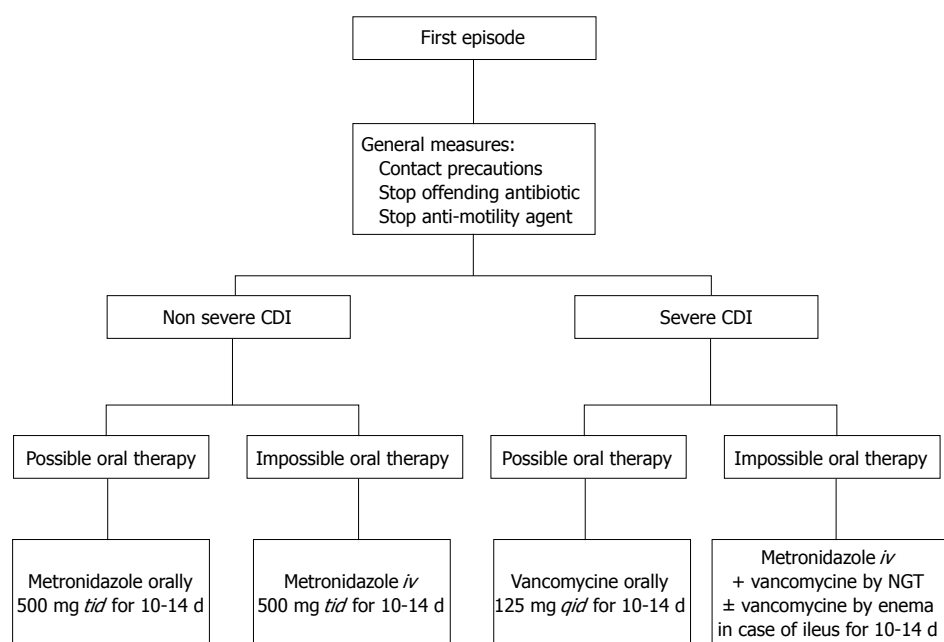 First episode
General measures:
Contact precautions
Stop offending antibiotic
Stop anti-motility agent
Non severe CDI
Severe CDI
Possible oral therapy
Impossible oral therapy
Possible oral therapy
Impossible oral therapy
Metronidazole orally
500 mg tid for 10-14 d
Metronidazole iv
500 mg tid for 10-14 d
Vancomycine orally
125 mg qid for 10-14 d
Metronidazole iv
+ vancomycine by NGT
± vancomycine by enema
in case of ileus for 10-14 d